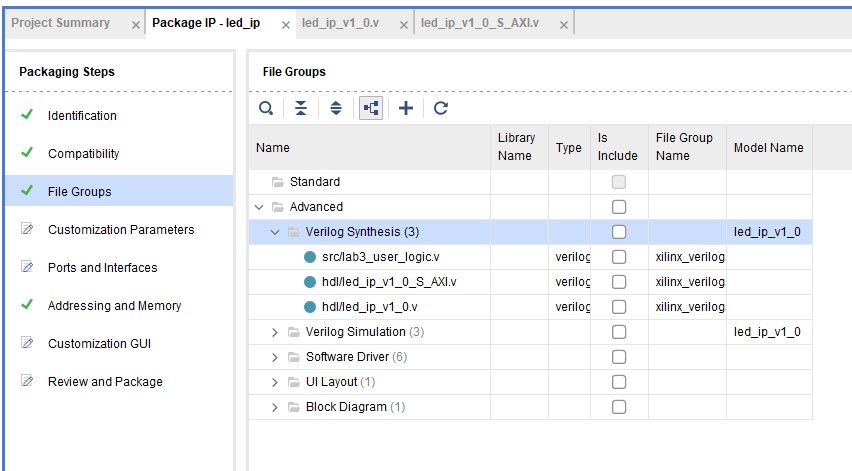 Project Summary × Package IP - led_ip × led_ip_v1_0.v × led_ip_v1_0_S_AXI.v ×
Packaging Steps
Identification
Compatibility
File Groups
Customization Parameters
Ports and Interfaces
Addressing and Memory
Customization GUI
Review and Package
File Groups
Name Library Name Type Is Include File Group Name Model Name
Standard
Advanced
Verilog Synthesis (3) led_ip_v1_0
src/lab3_user_logic.v verilog xilinx_verilog
hdl/led_ip_v1_0_S_AXI.v verilog xilinx_verilog
hdl/led_ip_v1_0.v verilog xilinx_verilog
Verilog Simulation (3) led_ip_v1_0
Software Driver (6)
UI Layout (1)
Block Diagram (1)